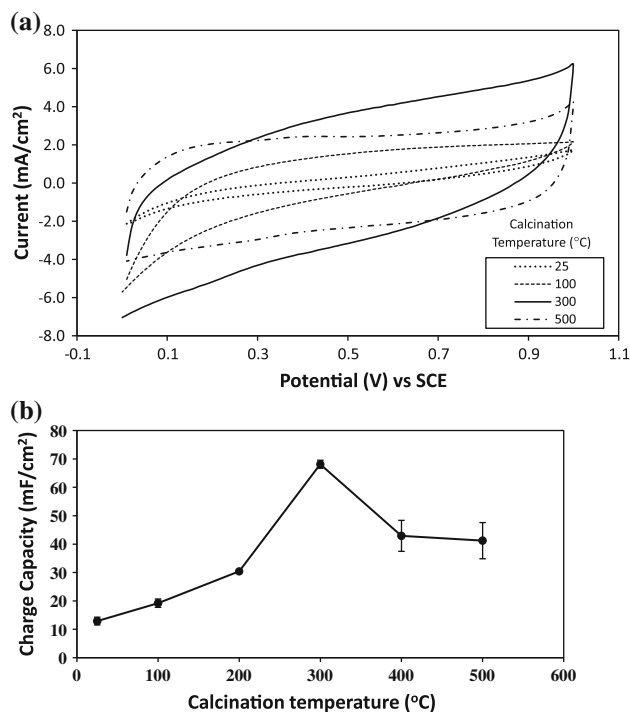 (a)
8.0
6.0
4.0
2.0
0.0
-2.0
-4.0
-6.0
-8.0
Current (mA/cm²)
-0.1 0.1 0.3 0.5 0.7 0.9 1.1
Potential (V) vs SCE
Calcination
Temperature (°C)
25
100
300
500
(b)
80
70
60
50
40
30
20
10
0
Charge Capacity (mF/cm²)
0 100 200 300 400 500 600
Calcination temperature (°C)